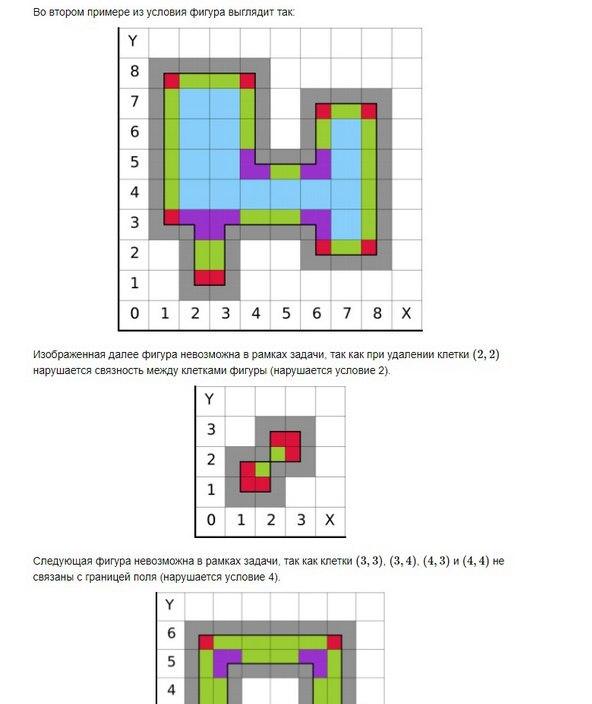 Во втором примере из условия фигура выглядит так:
Y
8
7
6
5
4
3
2
1
0 1 2 3 4 5 6 7 8 X
Изображенная далее фигура невозможна в рамках задачи, так как при удалении клетки (2, 2)
нарушается связность между клетками фигуры (нарушается условие 2).
Y
3
2
1
0 1 2 3 X
Следующая фигура невозможна в рамках задачи, так как клетки (3, 3), (3, 4), (4, 3) и (4, 4) не
связаны с границей поля (нарушается условие 4).
Y
6
5
4